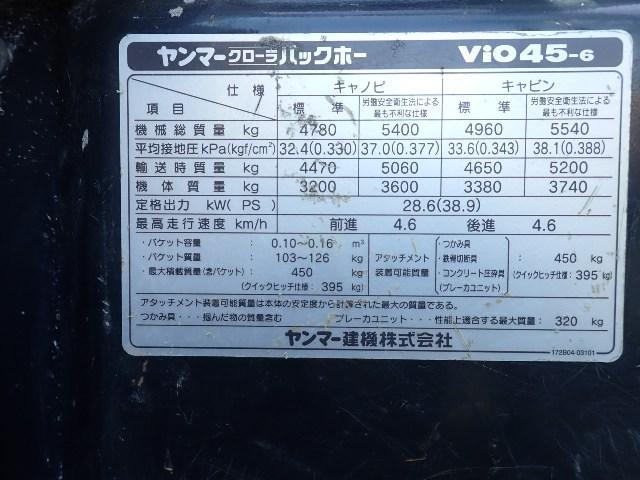 ヤンマークローラバックホー ViO45-6
仕様 キャノピ キャビン
項目 標準 労働安全衛生法による最も不利な仕様 標準 労働安全衛生法による最も不利な仕様
機械総質量 kg 4780 5400 4960 5540
平均接地圧 kPa(kgf/cm²) 32.4(0.330) 37.0(0.377) 33.6(0.343) 38.1(0.388)
輸送時質量 kg 4470 5060 4650 5200
機体質量 kg 3200 3600 3380 3740
定格出力 kW(PS) 28.6(38.9)
最高走行速度 km/h 前進 4.6 後進 4.6
・バケット容量 0.10~0.16 m³
・バケット質量 103~126 kg
・最大積載質量(含バケット) 450 kg
(クイックヒッチ仕様: 395 kg)
アタッチメント装着可能質量
・つかみ具
・鉄骨切断具
・コンクリート圧砕具
(ブレーカユニット)
: 450 kg
(クイックヒッチ仕様: 395 kg)
アタッチメント装着可能質量は本体の安定度から計算された最大の質量である。
つかみ具・・・掴んだ物の質量含む ブレーカユニット・・・性能上適合する最大質量: 320 kg
ヤンマー建機株式会社
172B04-03101